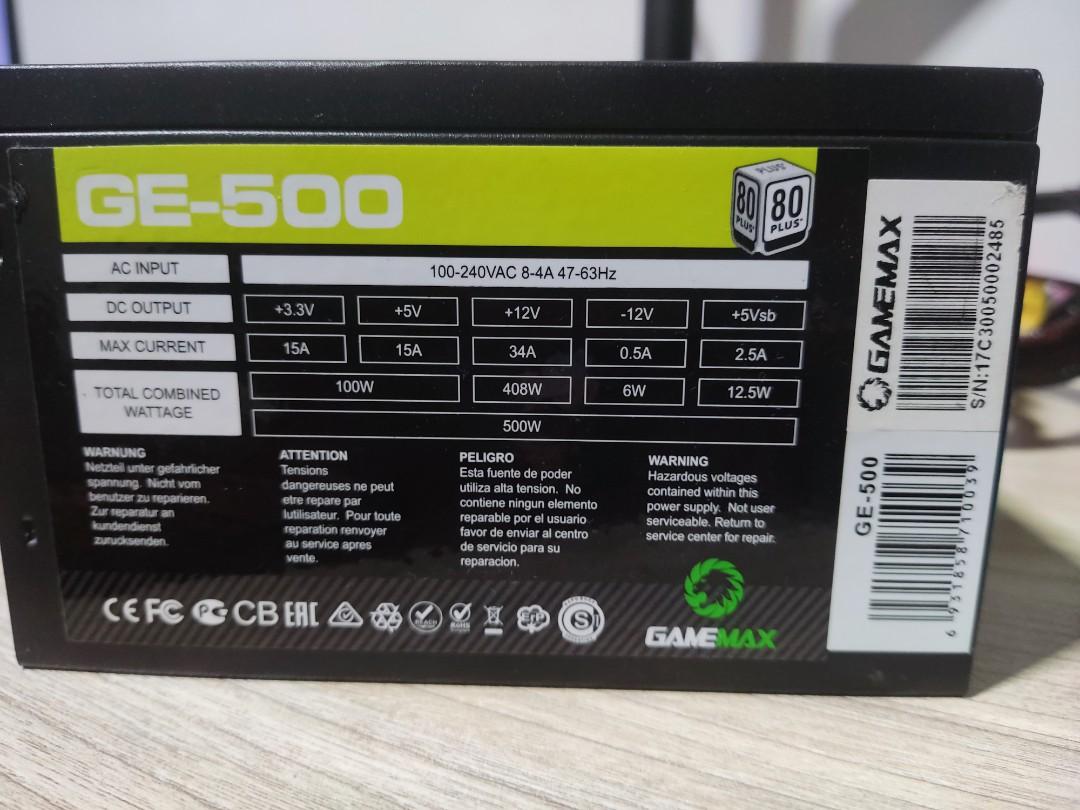 GE-500
PLUS
80 PLUS
80 PLUS
AC INPUT 100-240VAC 8-4A 47-63Hz
DC OUTPUT +3.3V +5V +12V -12V +5Vsb
MAX CURRENT 15A 15A 34A 0.5A 2.5A
TOTAL COMBINED WATTAGE 100W 408W 6W 12.5W
500W
WARNUNG
Netzteil unter gefahrlicher
spannung. Nicht vom
benutzer zu reparieren.
Zur reparatur an
kundendienst
zurucksenden.
ATTENTION
Tensions
dangereuses ne peut
etre repare par
lutilisateur. Pour toute
reparation renvoyer
au service apres
vente.
PELIGRO
Esta fuente de poder
utiliza alta tension. No
contiene ningun elemento
reparable por el usuario
favor de enviar al centro
de servicio para su
reparacion.
WARNING
Hazardous voltages
contained within this
power supply. Not user
serviceable. Return to
service center for repair.
CE FC PG CB EAC REACH RoHS ErP S
GAMEMAX
GAMEMAX
S/N:17C30050002485
GE-500
6 931858 710039